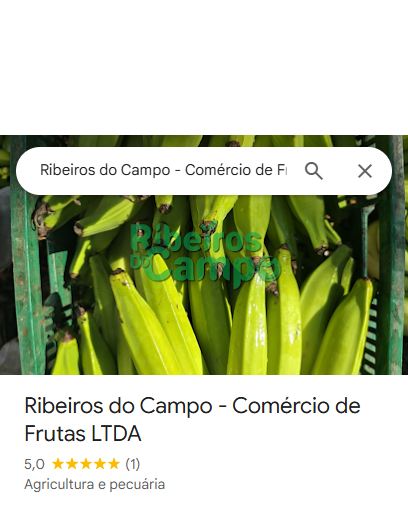 Ribeiros do Campo - Comércio de Fr
Ribeiros
do Campo
Ribeiros do Campo - Comércio de
Frutas LTDA
5,0 ★★★★★ (1)
Agricultura e pecuária